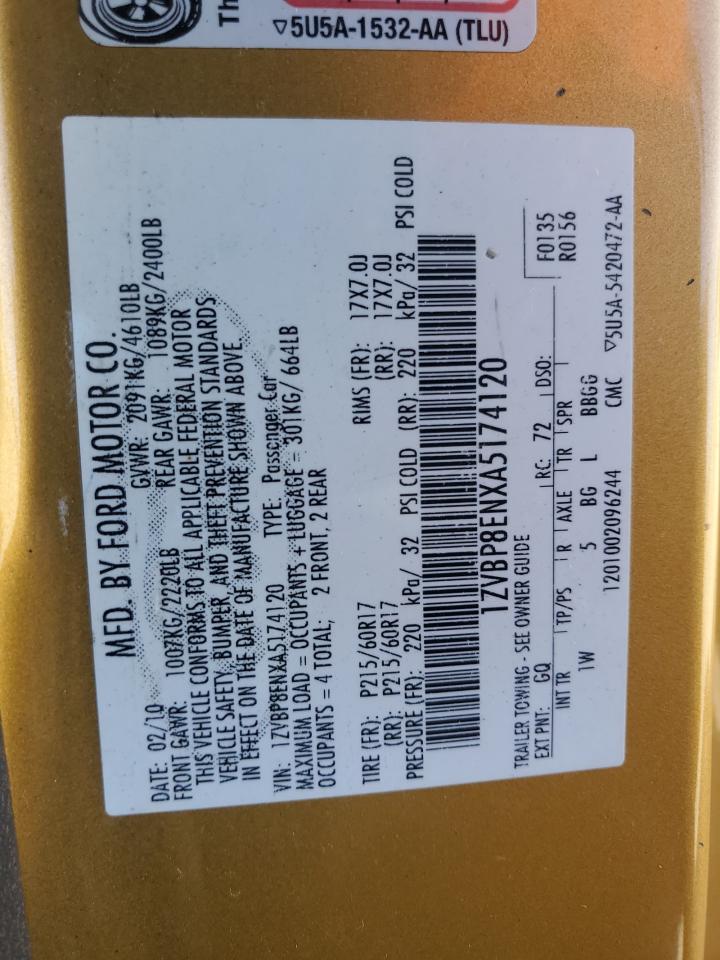 Th
▽5U5A-1532-AA (TLU)
MFD. BY FORD MOTOR CO.
DATE: 02/10 GVWR: 2091KG/4610LB
FRONT GAWR: 1007KG/2220LB REAR GAWR: 1089KG/2400LB
THIS VEHICLE CONFORMS TO ALL APPLICABLE FEDERAL MOTOR
VEHICLE SAFETY, BUMPER, AND THEFT PREVENTION STANDARDS
IN EFFECT ON THE DATE OF MANUFACTURE SHOWN ABOVE.
VIN: 1ZVBP8ENXA5174120 TYPE: Passenger Car
MAXIMUM LOAD = OCCUPANTS + LUGGAGE = 301KG/ 664LB
OCCUPANTS = 4 TOTAL; 2 FRONT, 2 REAR
TIRE (FR): P215/60R17 RIMS (FR): 17X7.0J
(RR): P215/60R17 (RR): 17X7.0J
PRESSURE (FR): 220 kPa/ 32 PSI COLD (RR): 220 kPa/ 32 PSI COLD
1ZVBP8ENXA5174120
TRAILER TOWING - SEE OWNER GUIDE F0135
EXT PNT: GQ RC: 72 DSO: R0156
INT TR TP/PS R AXLE TR SPR
1W 5 BG L BBGG
1201002096244 CMC ▽5U5A-5420472-AA